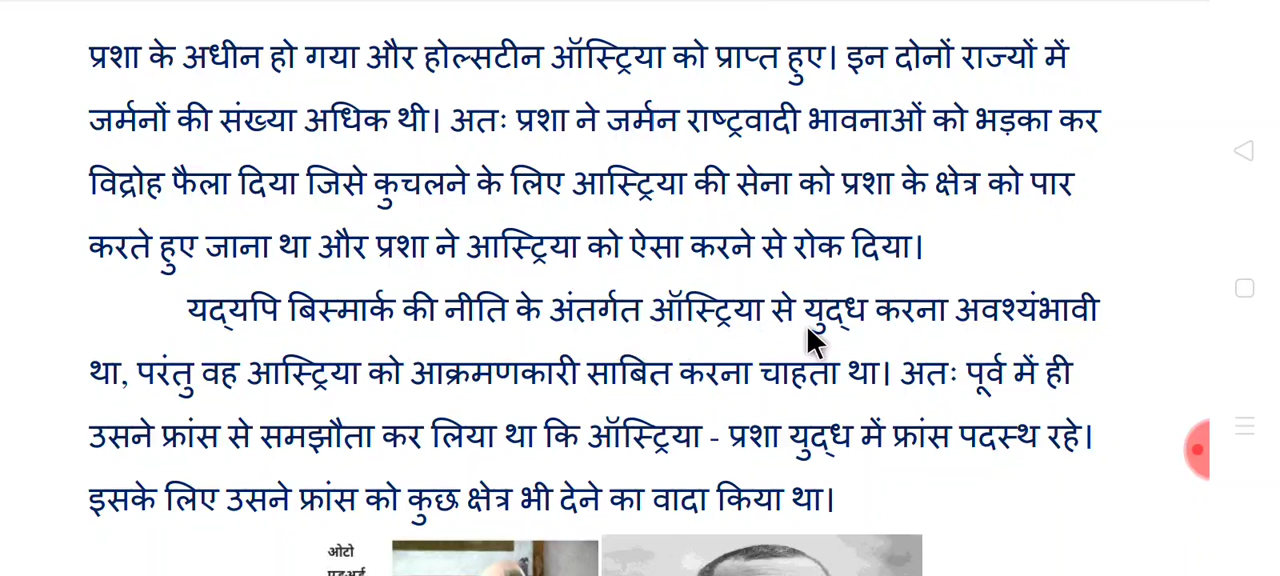 प्रशा के अधीन हो गया और होल्सटीन ऑस्ट्रिया को प्राप्त हुए। इन दोनों राज्यों में
जर्मनों की संख्या अधिक थी। अतः प्रशा ने जर्मन राष्ट्रवादी भावनाओं को भड़का कर
विद्रोह फैला दिया जिसे कुचलने के लिए आस्ट्रिया की सेना को प्रशा के क्षेत्र को पार
करते हुए जाना था और प्रशा ने आस्ट्रिया को ऐसा करने से रोक दिया।
यद्यपि बिस्मार्क की नीति के अंतर्गत ऑस्ट्रिया से युद्ध करना अवश्यंभावी
था, परंतु वह आस्ट्रिया को आक्रमणकारी साबित करना चाहता था। अतः पूर्व में ही
उसने फ्रांस से समझौता कर लिया था कि ऑस्ट्रिया - प्रशा युद्ध में फ्रांस पदस्थ रहे।
इसके लिए उसने फ्रांस को कुछ क्षेत्र भी देने का वादा किया था।
ओटो